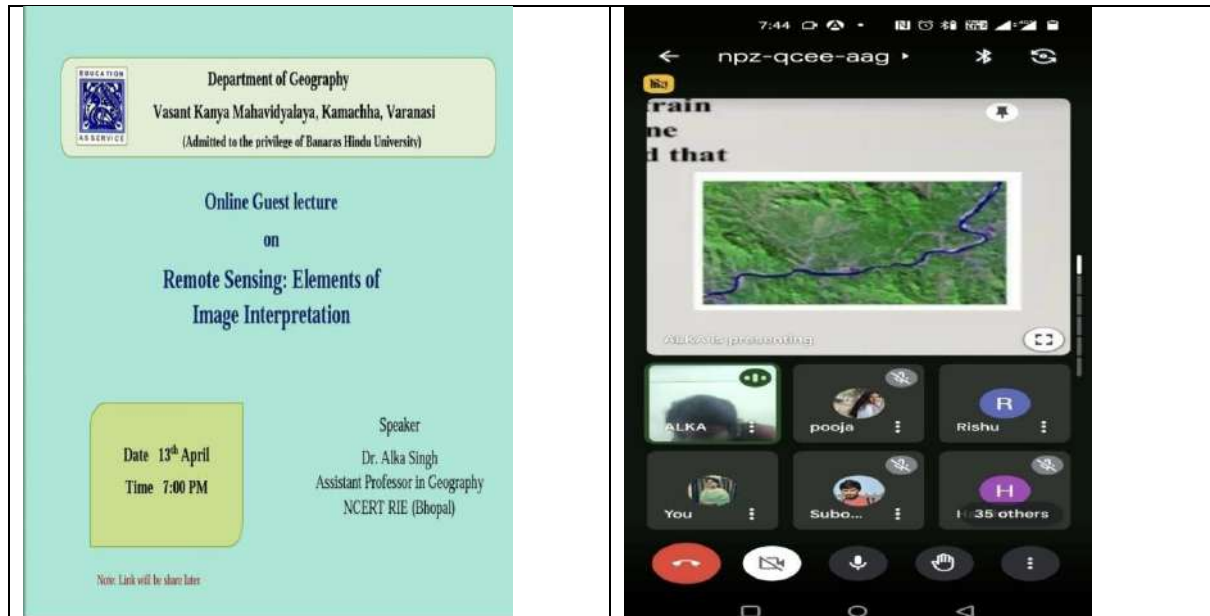 EDUCATION
AS SERVICE
Department of Geography
Vasant Kanya Mahavidyalaya, Kamachha, Varanasi
(Admitted to the privilege of Banaras Hindu University)
Online Guest lecture
on
Remote Sensing: Elements of
Image Interpretation
Date 13th April
Time 7:00 PM
Speaker
Dr. Alka Singh
Assistant Professor in Geography
NCERT RIE (Bhopal)
Note: Link will be share later
7:44
npz-qcee-aag
rain
ne
d that
ALKA is presenting
ALKA
pooja
R
Rishu
You
Subo...
H
35 others